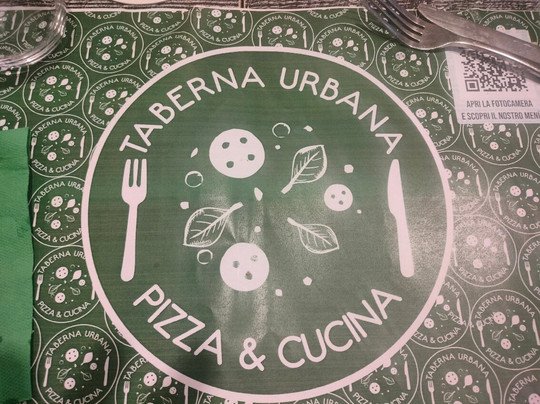 TABERNA URBANA
PIZZA & CUCINA
APRI LA FOTOCAMERA
E SCOPRI IL NOSTRO MENU